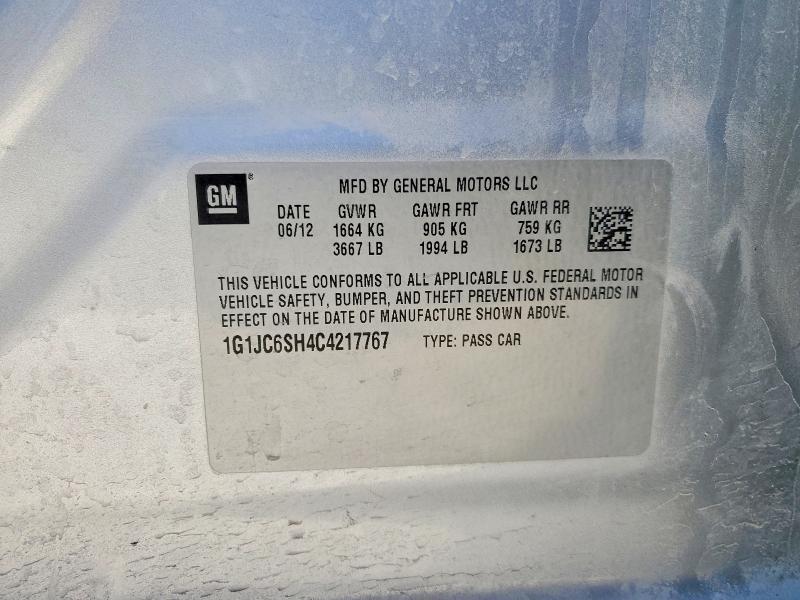 GM®
MFD BY GENERAL MOTORS LLC
DATE GVWR GAWR FRT GAWR RR
06/12 1664 KG 905 KG 759 KG
3667 LB 1994 LB 1673 LB
THIS VEHICLE CONFORMS TO ALL APPLICABLE U.S. FEDERAL MOTOR
VEHICLE SAFETY, BUMPER, AND THEFT PREVENTION STANDARDS IN
EFFECT ON THE DATE OF MANUFACTURE SHOWN ABOVE.
1G1JC6SH4C4217767 TYPE: PASS CAR